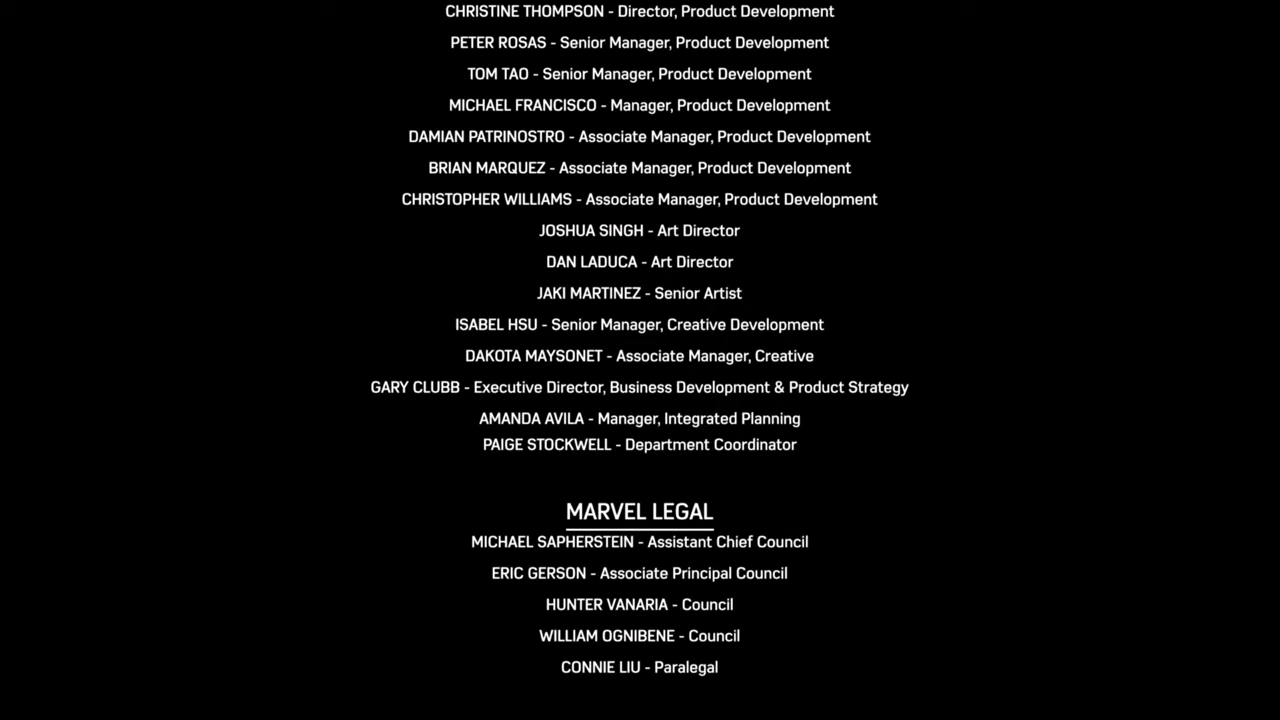 CHRISTINE THOMPSON - Director, Product Development
PETER ROSAS - Senior Manager, Product Development
TOM TAO - Senior Manager, Product Development
MICHAEL FRANCISCO - Manager, Product Development
DAMIAN PATRINOSTRO - Associate Manager, Product Development
BRIAN MARQUEZ - Associate Manager, Product Development
CHRISTOPHER WILLIAMS - Associate Manager, Product Development
JOSHUA SINGH - Art Director
DAN LADUCA - Art Director
JAKI MARTINEZ - Senior Artist
ISABEL HSU - Senior Manager, Creative Development
DAKOTA MAYSONET - Associate Manager, Creative
GARY CLUBB - Executive Director, Business Development & Product Strategy
AMANDA AVILA - Manager, Integrated Planning
PAIGE STOCKWELL - Department Coordinator
MARVEL LEGAL
MICHAEL SAPHERSTEIN - Assistant Chief Council
ERIC GERSON - Associate Principal Council
HUNTER VANARIA - Council
WILLIAM OGNIBENE - Council
CONNIE LIU - Paralegal